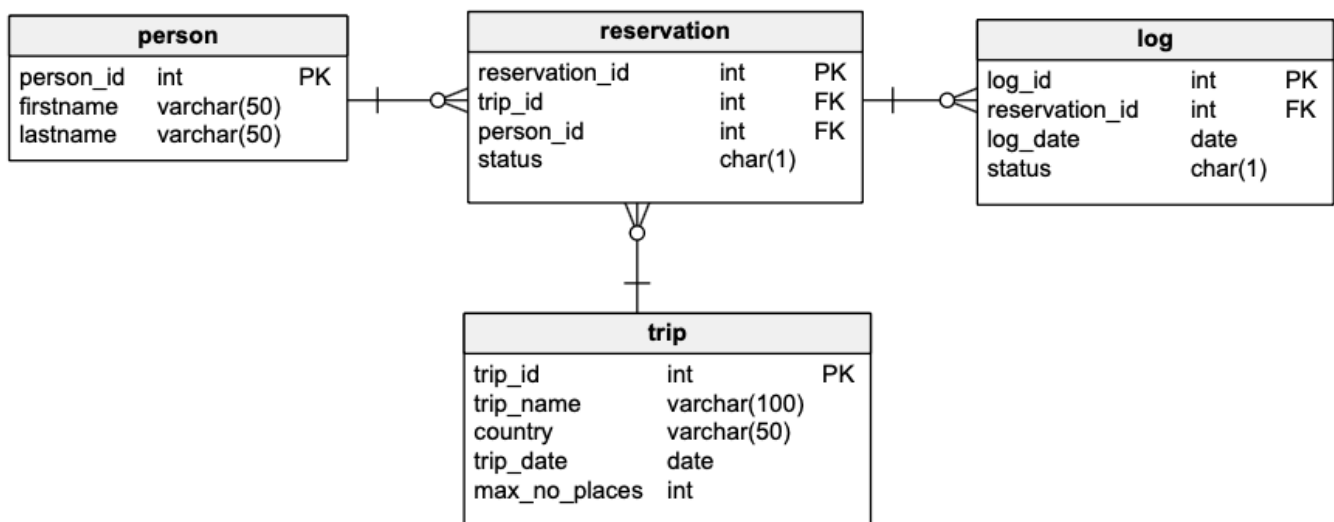 person
person_id int PK
firstname varchar(50)
lastname varchar(50)
reservation
reservation_id int PK
trip_id int FK
person_id int FK
status char(1)
log
log_id int PK
reservation_id int FK
log_date date
status char(1)
trip
trip_id int PK
trip_name varchar(100)
country varchar(50)
trip_date date
max_no_places int